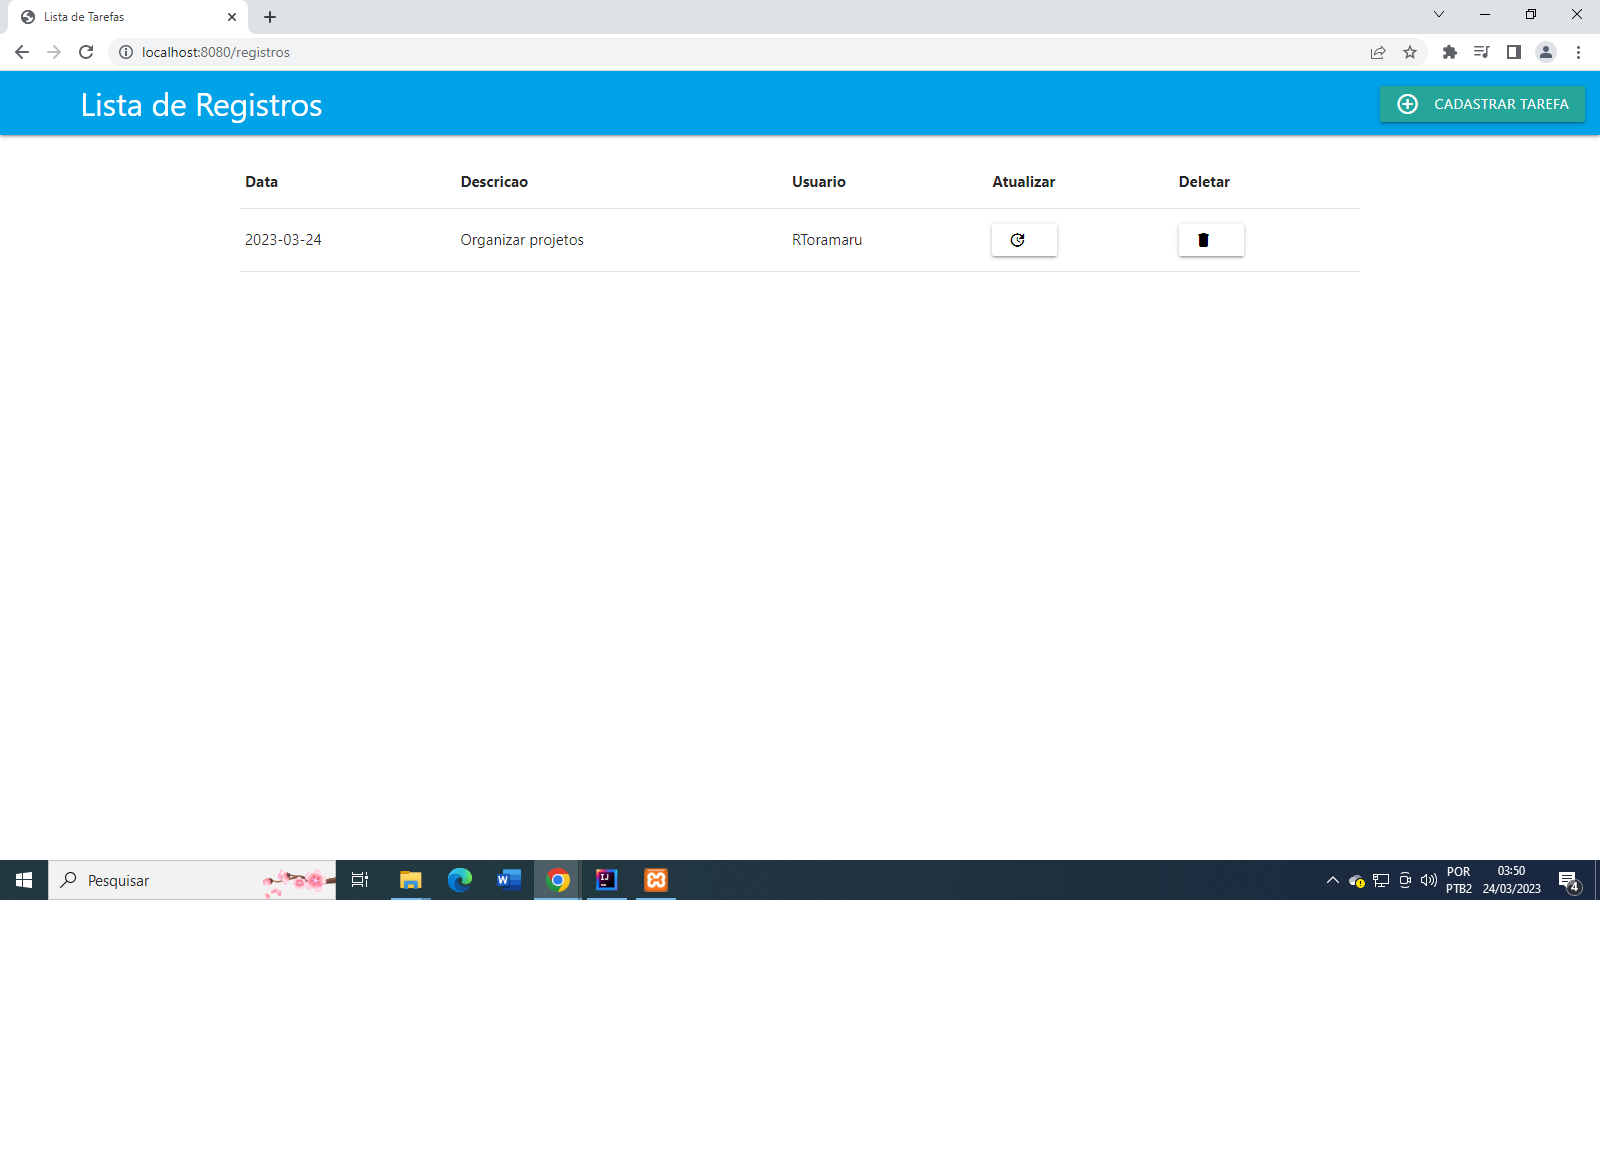 Lista de Tarefas
localhost:8080/registros
Lista de Registros
CADASTRAR TAREFA
Data Descricao Usuario Atualizar Deletar
2023-03-24 Organizar projetos RToramaru
Pesquisar
W
IJ
POR
PTB2
03:50
24/03/2023
4